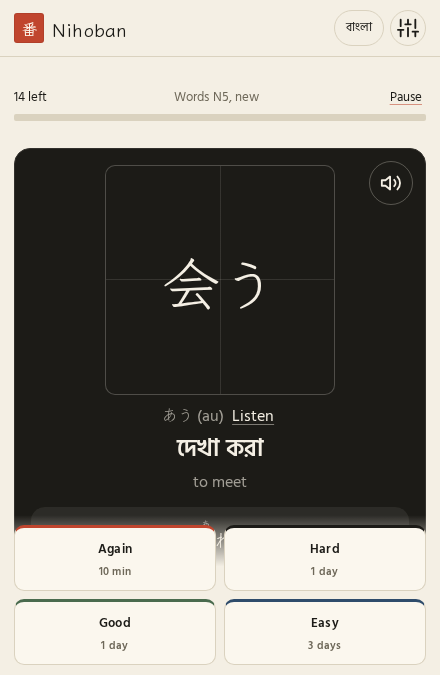 番 Nihoban
বাংলা
14 left
Words N5, new
Pause
会う
あう (au) Listen
দেখা করা
to meet
Again
10 min
Hard
1 day
Good
1 day
Easy
3 days